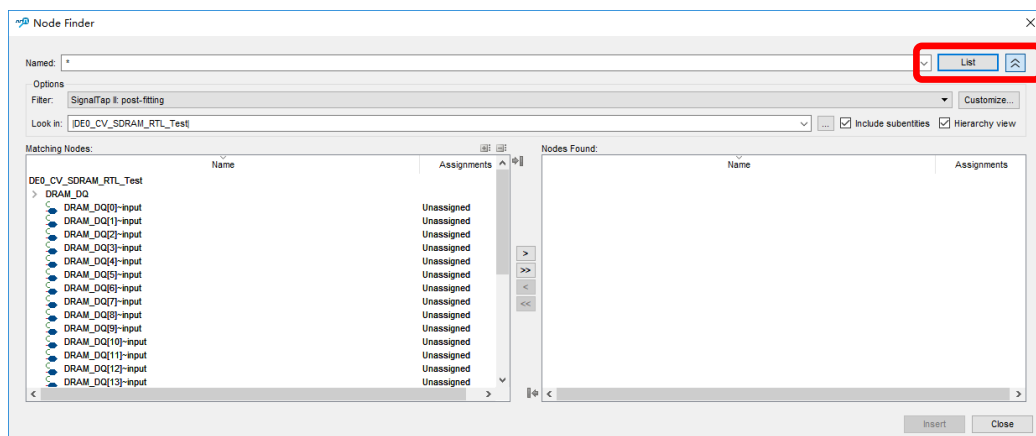 Node Finder
Named: *
List
Options
Filter: SignalTap II: post-fitting
Customize...
Look in: |DE0_CV_SDRAM_RTL_Test|
...
Include subentities
Hierarchy view
Matching Nodes:
Nodes Found:
Name Assignments
Name Assignments
DE0_CV_SDRAM_RTL_Test
DRAM_DQ
DRAM_DQ[0]~input Unassigned
DRAM_DQ[1]~input Unassigned
DRAM_DQ[2]~input Unassigned
DRAM_DQ[3]~input Unassigned
DRAM_DQ[4]~input Unassigned
DRAM_DQ[5]~input Unassigned
DRAM_DQ[6]~input Unassigned
DRAM_DQ[7]~input Unassigned
DRAM_DQ[8]~input Unassigned
DRAM_DQ[9]~input Unassigned
DRAM_DQ[10]~input Unassigned
DRAM_DQ[11]~input Unassigned
DRAM_DQ[12]~input Unassigned
DRAM_DQ[13]~input Unassigned
>
>>
<
<<
Insert
Close